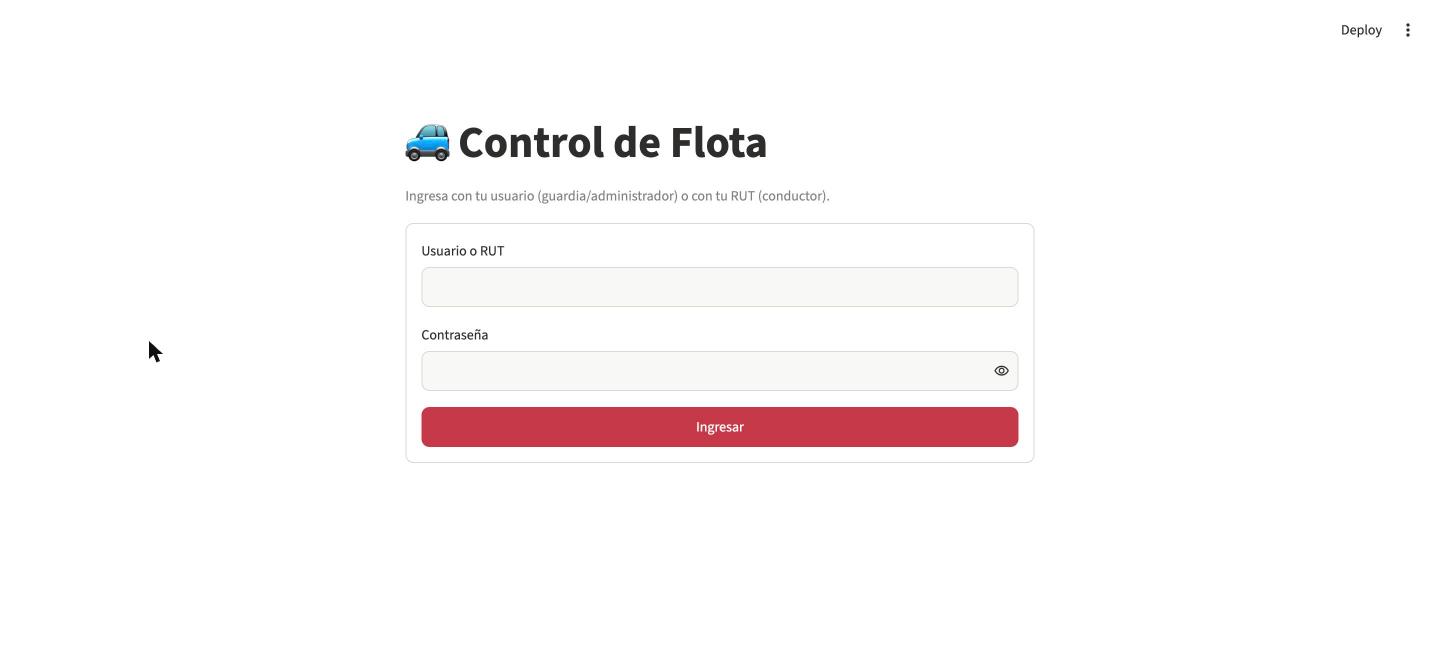 Deploy
Control de Flota
Ingresa con tu usuario (guardia/administrador) o con tu RUT (conductor).
Usuario o RUT
Contraseña
Ingresar